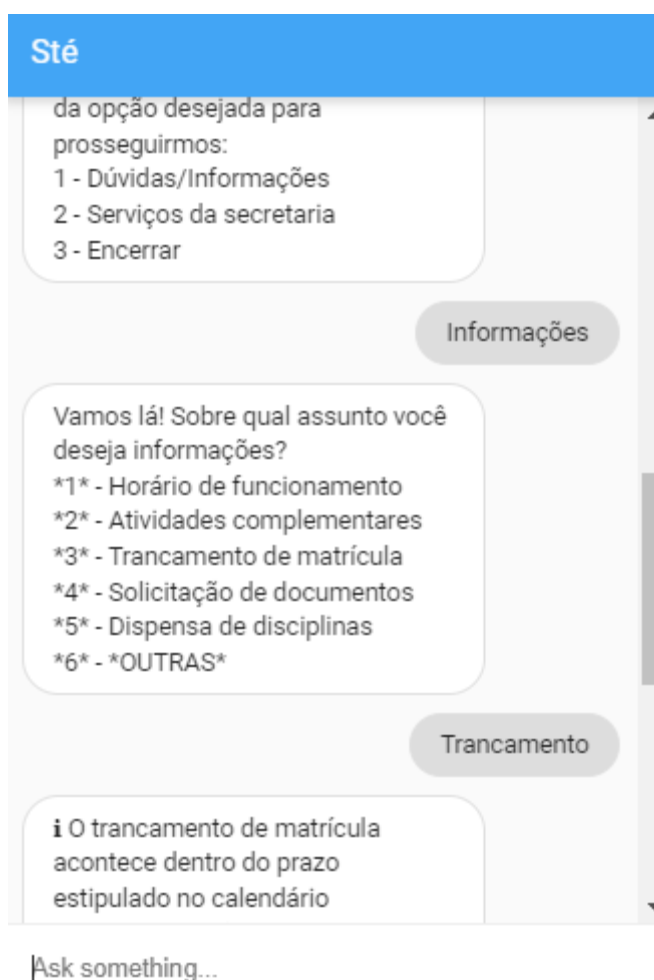 Sté
da opção desejada para
prosseguirmos:
1 - Dúvidas/Informações
2 - Serviços da secretaria
3 - Encerrar
Informações
Vamos lá! Sobre qual assunto você
deseja informações?
*1* - Horário de funcionamento
*2* - Atividades complementares
*3* - Trancamento de matrícula
*4* - Solicitação de documentos
*5* - Dispensa de disciplinas
*6* - *OUTRAS*
Trancamento
ℹ O trancamento de matrícula
acontece dentro do prazo
estipulado no calendário
Ask something...